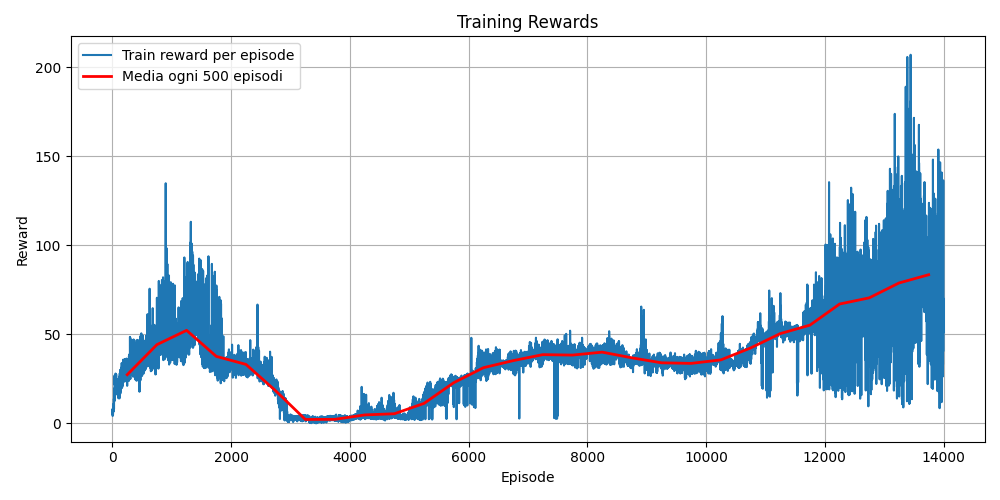 Training Rewards
Train reward per episode
Media ogni 500 episodi
Reward
200
150
100
50
0
0 2000 4000 6000 8000 10000 12000 14000
Episode